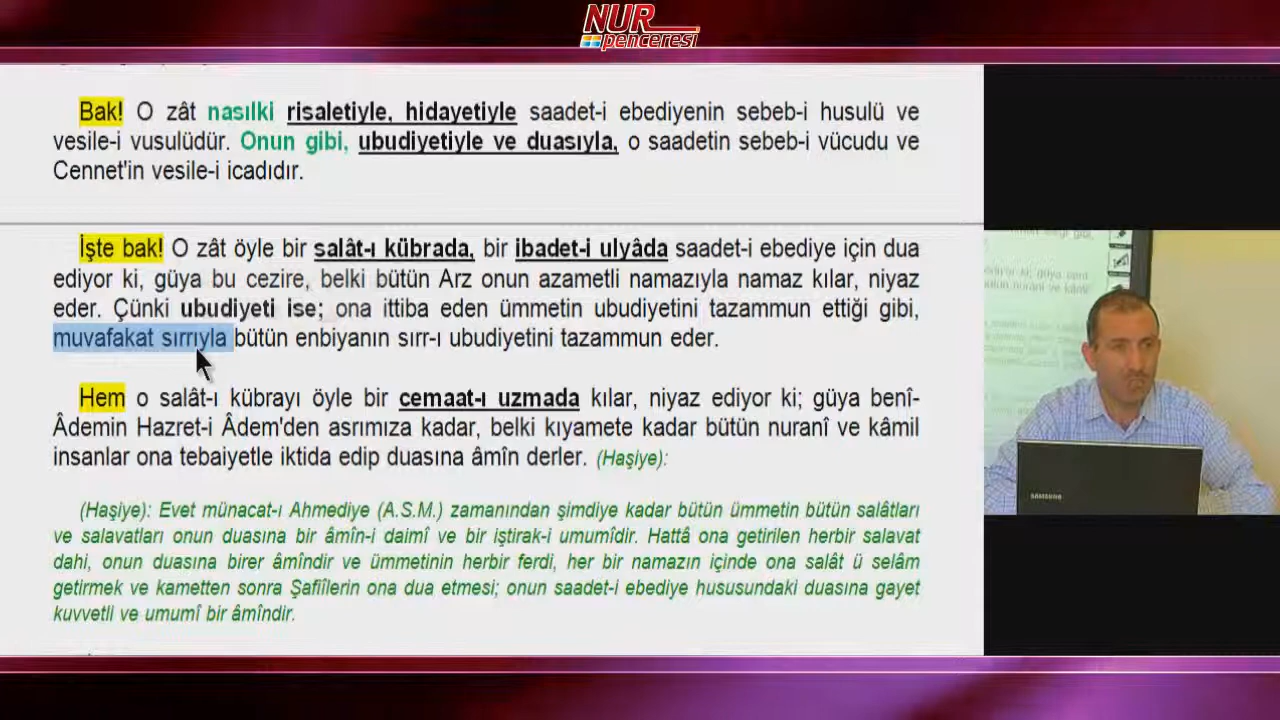 NUR
penceresi
Bak! O zât nasılki risaletiyle, hidayetiyle saadet-i ebediyenin sebeb-i husulü ve
vesile-i vusulüdür. Onun gibi, ubudiyetiyle ve duasıyla, o saadetin sebeb-i vücudu ve
Cennet'in vesile-i icadıdır.
İşte bak! O zât öyle bir salât-ı kübrada, bir ibadet-i ulyâda saadet-i ebediye için dua
ediyor ki, güya bu cezire, belki bütün Arz onun azametli namazıyla namaz kılar, niyaz
eder. Çünki ubudiyeti ise; ona ittiba eden ümmetin ubudiyetini tazammun ettiği gibi,
muvafakat sırrıyla bütün enbiyanın sırr-ı ubudiyetini tazammun eder.
Hem o salât-ı kübrayı öyle bir cemaat-ı uzmada kılar, niyaz ediyor ki; güya benî-
Âdemin Hazret-i Âdem'den asrımıza kadar, belki kıyamete kadar bütün nuranî ve kâmil
insanlar ona tebaiyetle iktida edip duasına âmîn derler. (Haşiye):
(Haşiye): Evet münacat-ı Ahmediye (A.S.M.) zamanından şimdiye kadar bütün ümmetin bütün salâtları
ve salavatları onun duasına bir âmîn-i daimî ve bir iştirak-i umumîdir. Hattâ ona getirilen herbir salavat
dahi, onun duasına birer âmîndir ve ümmetinin herbir ferdi, her bir namazın içinde ona salât ü selâm
getirmek ve kametten sonra Şafiîlerin ona dua etmesi; onun saadet-i ebediye hususundaki duasına gayet
kuvvetli ve umumî bir âmîndir.
SAMSUNG